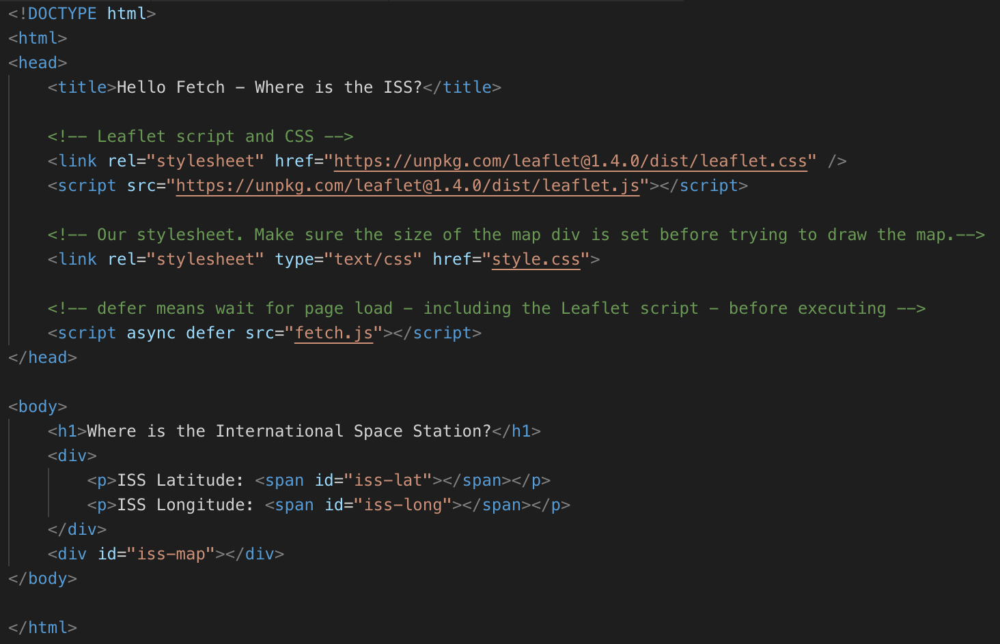 <!DOCTYPE html>
<html>
<head>
    <title>Hello Fetch - Where is the ISS?</title>

    <!-- Leaflet script and CSS -->
    <link rel="stylesheet" href="https://unpkg.com/leaflet@1.4.0/dist/leaflet.css" />
    <script src="https://unpkg.com/leaflet@1.4.0/dist/leaflet.js"></script>

    <!-- Our stylesheet. Make sure the size of the map div is set before trying to draw the map.-->
    <link rel="stylesheet" type="text/css" href="style.css">

    <!-- defer means wait for page load - including the Leaflet script - before executing -->
    <script async defer src="fetch.js"></script>
</head>

<body>
    <h1>Where is the International Space Station?</h1>
    <div>
        <p>ISS Latitude: <span id="iss-lat"></span></p>
        <p>ISS Longitude: <span id="iss-long"></span></p>
    </div>
    <div id="iss-map"></div>
</body>

</html>